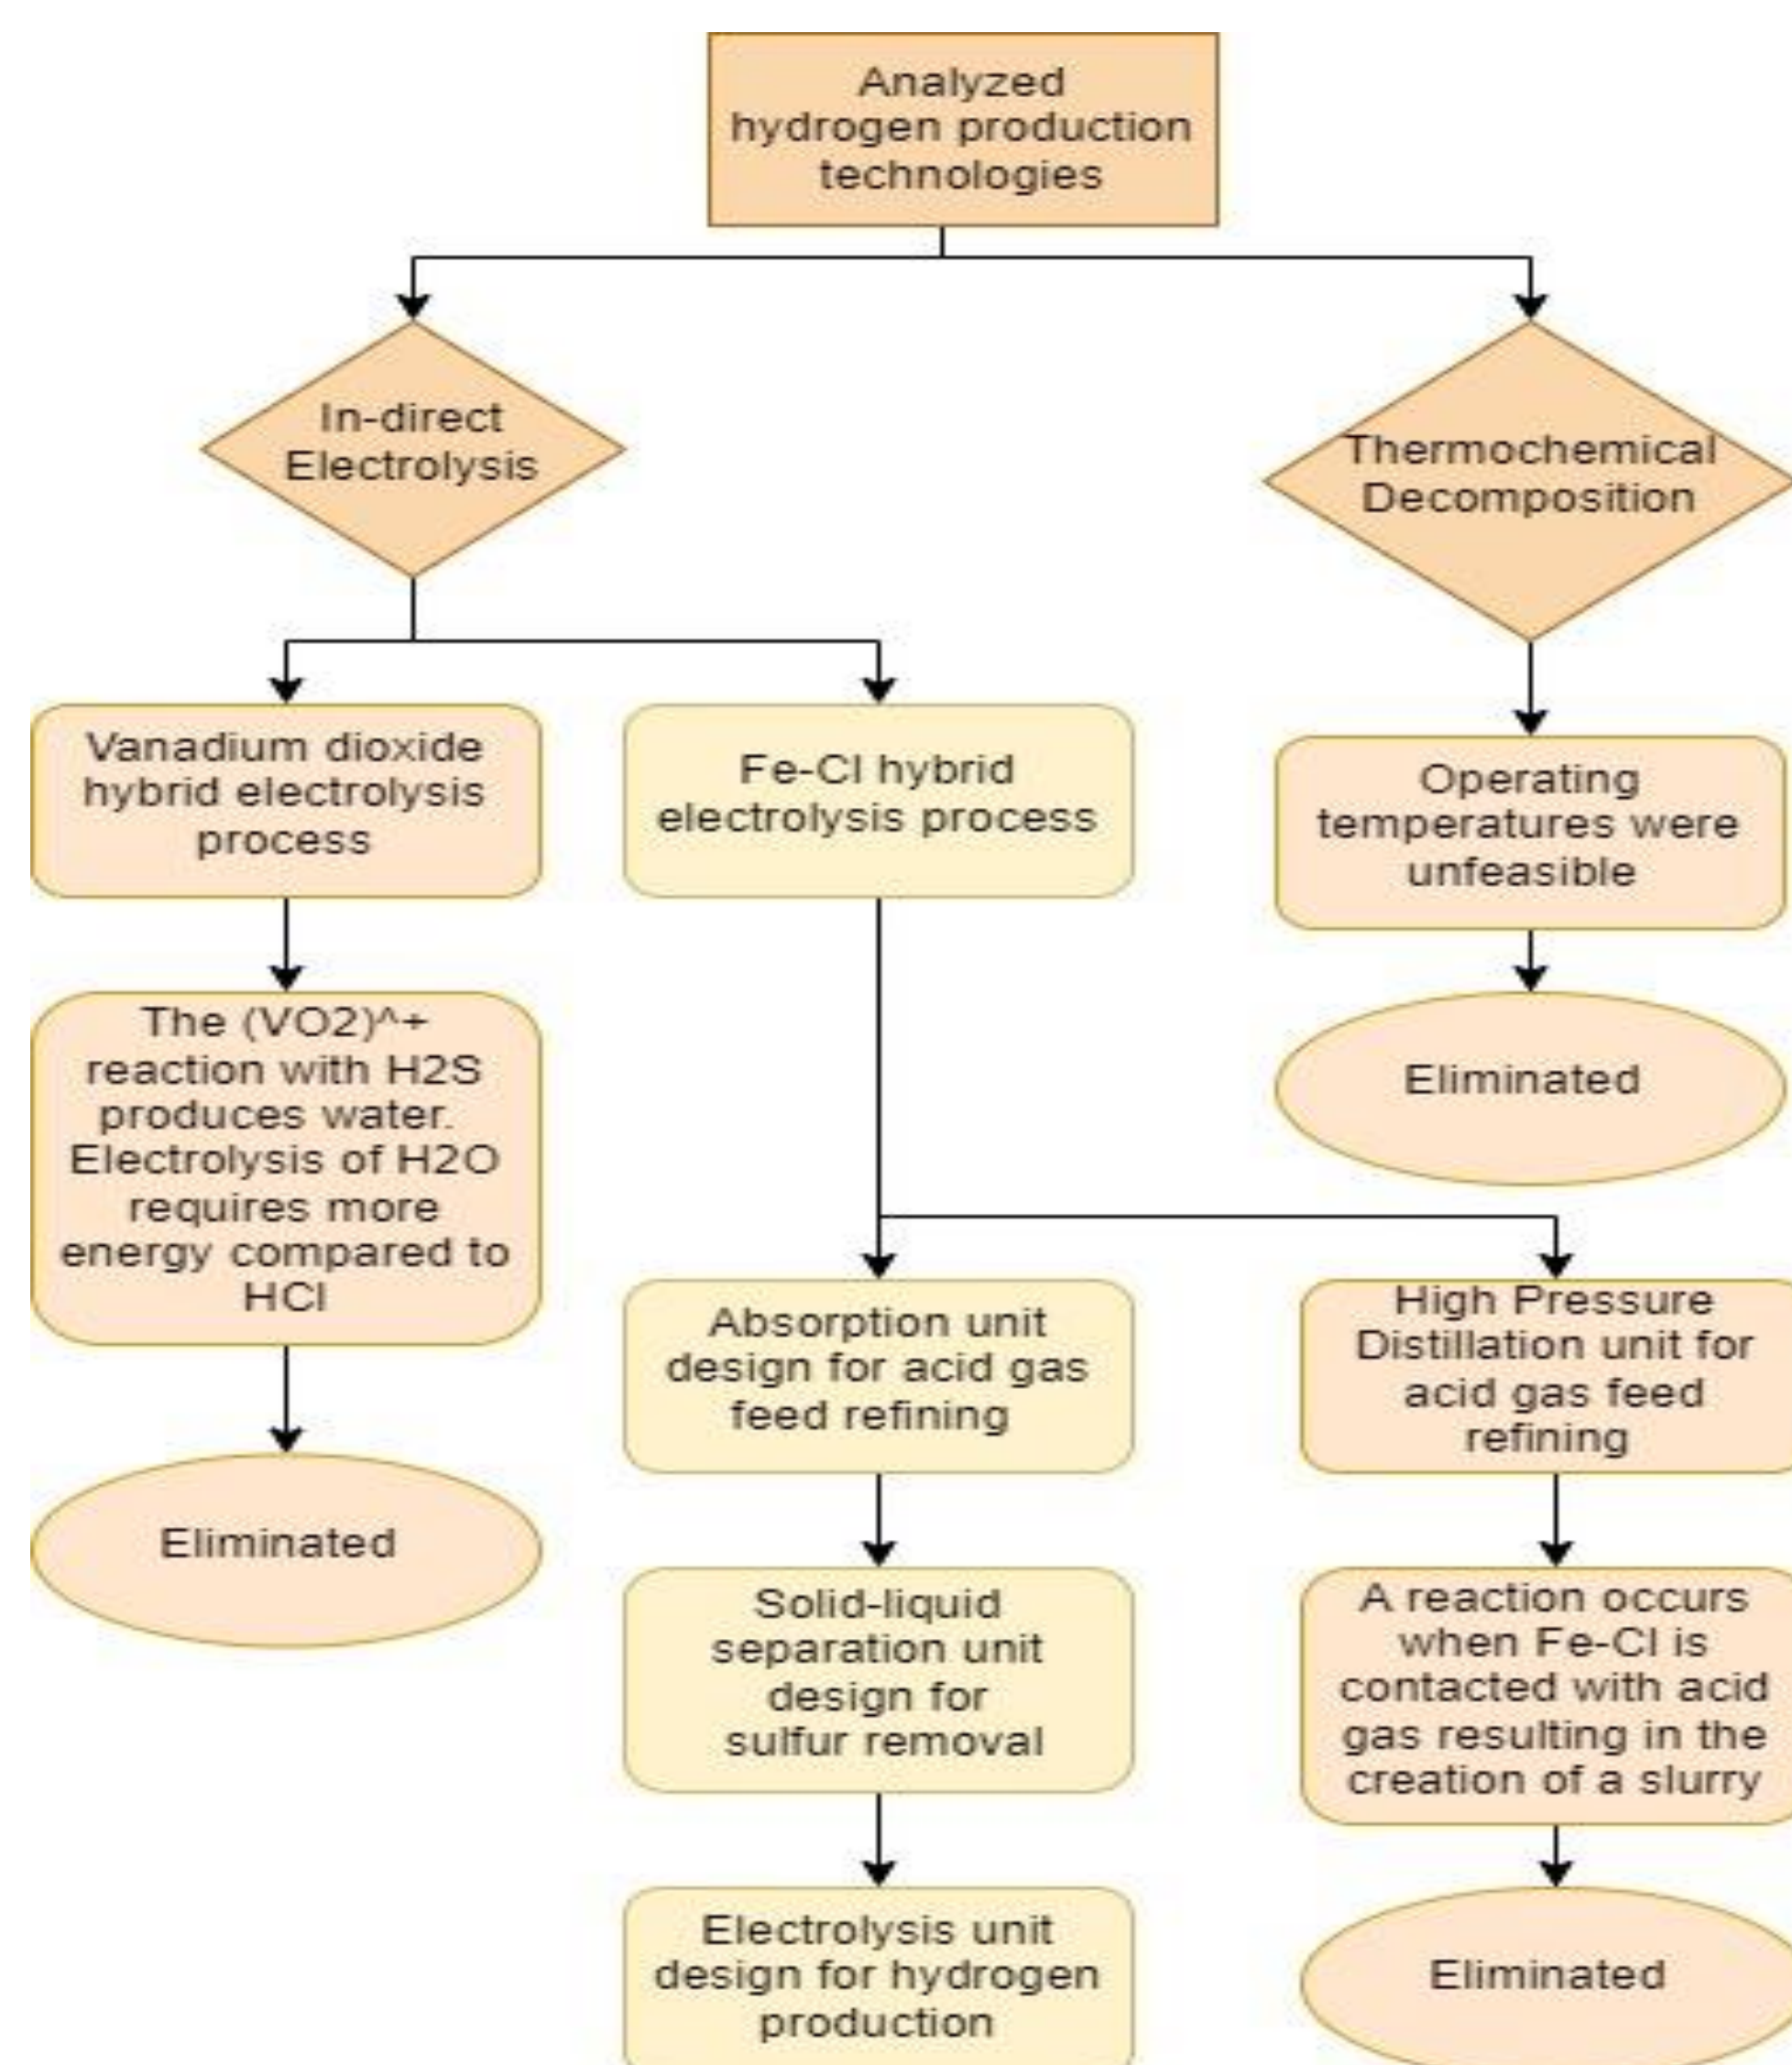 Analyzed
hydrogen production
technologies
In-direct
Electrolysis
Thermochemical
Decomposition
Vanadium dioxide
hybrid electrolysis
process
Fe-Cl hybrid
electrolysis process
Operating
temperatures were
unfeasible
The (VO2)^+
reaction with H2S
produces water.
Electrolysis of H2O
requires more
energy compared to
HCl
Eliminated
Absorption unit
design for acid gas
feed refining
High Pressure
Distillation unit for
acid gas feed
refining
Eliminated
Solid-liquid
separation unit
design for
sulfur removal
A reaction occurs
when Fe-Cl is
contacted with acid
gas resulting in the
creation of a slurry
Electrolysis unit
design for hydrogen
production
Eliminated